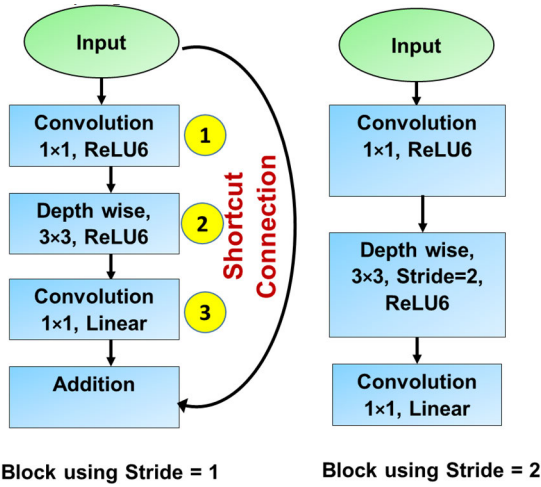 Input
Convolution
1×1, ReLU6
1
Depth wise,
3×3, ReLU6
2
Convolution
1×1, Linear
3
Addition
Shortcut
Connection
Block using Stride = 1
Input
Convolution
1×1, ReLU6
Depth wise,
3×3, Stride=2,
ReLU6
Convolution
1×1, Linear
Block using Stride = 2